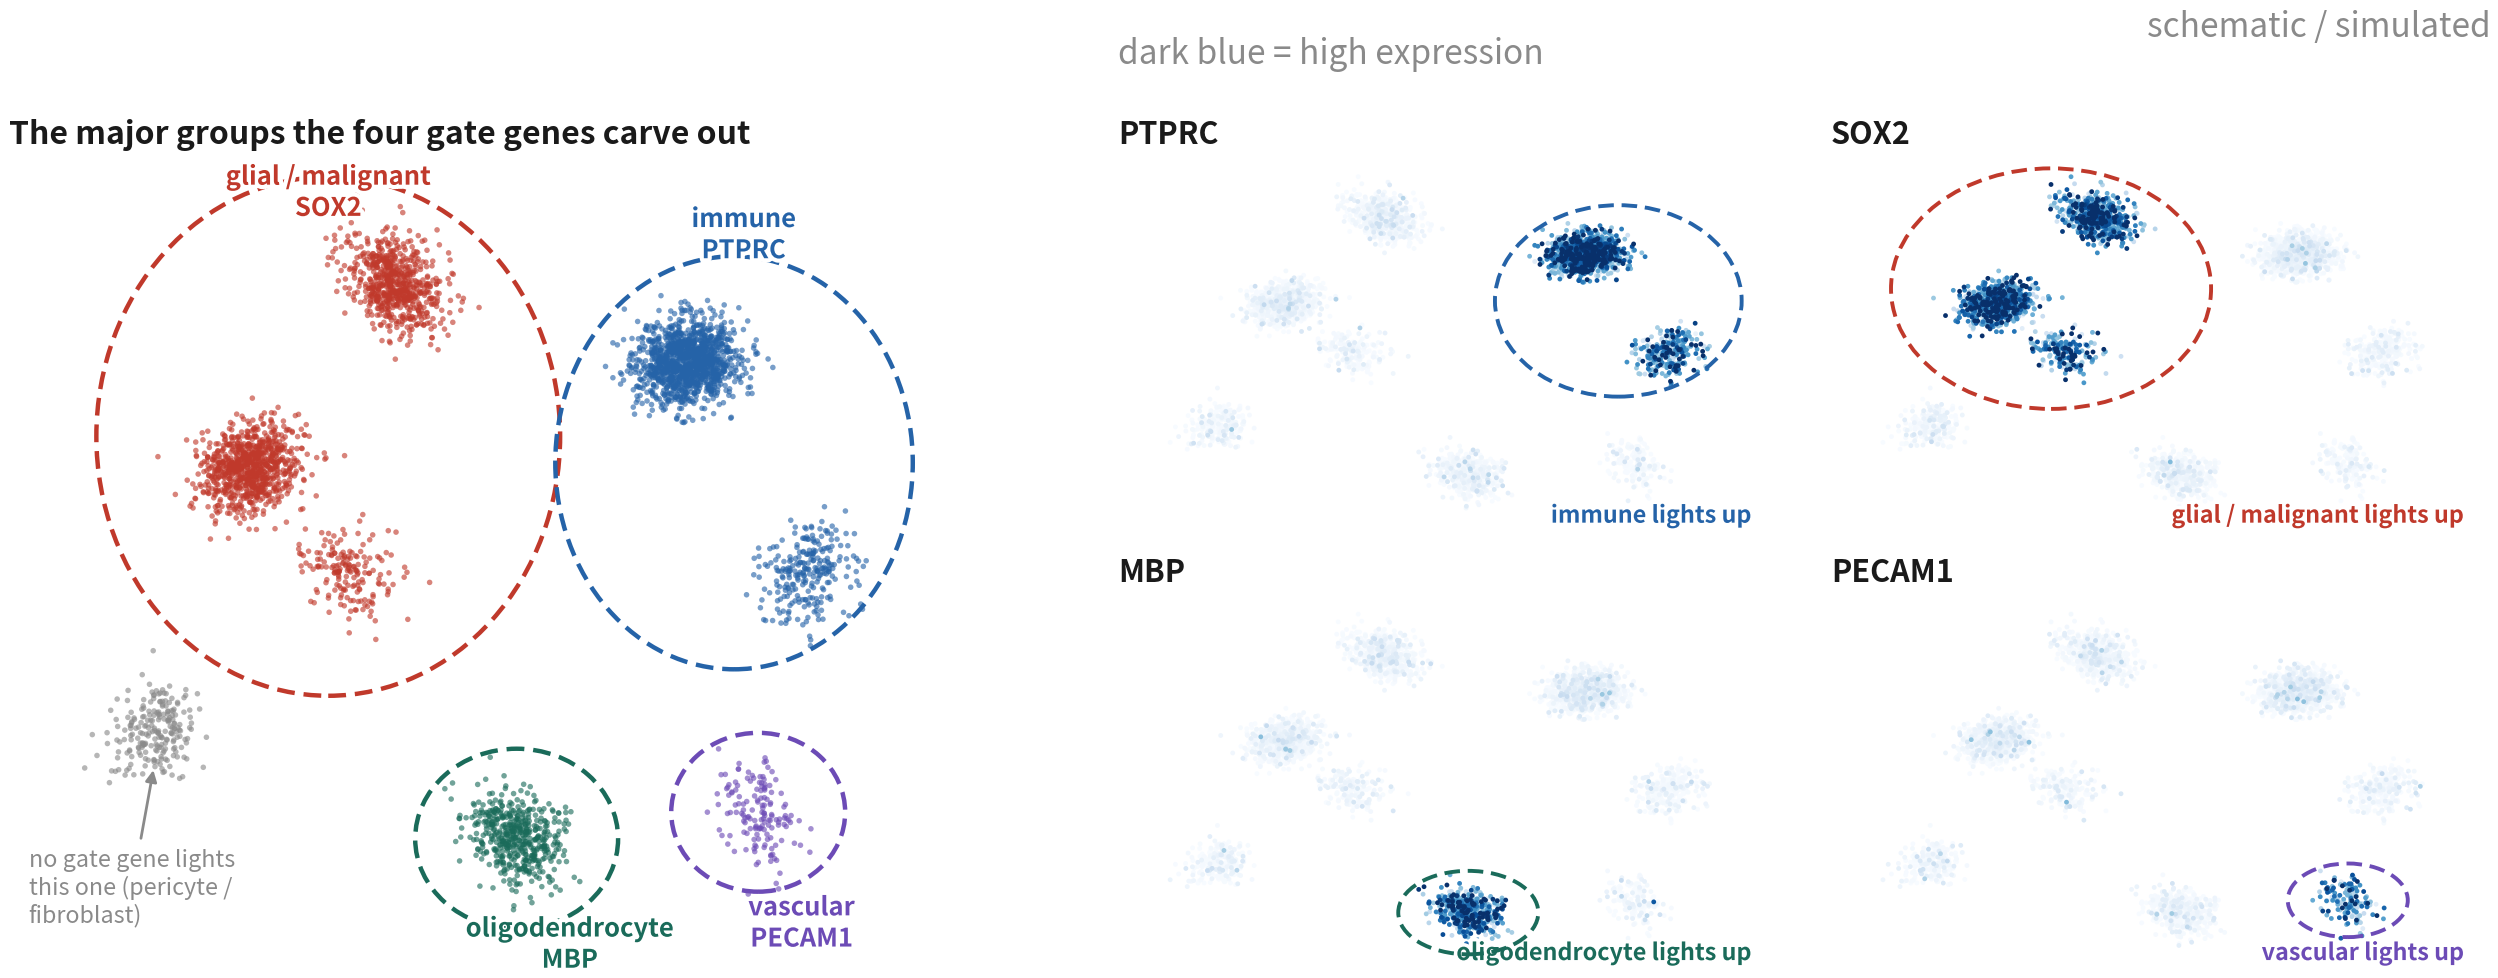 schematic / simulated
dark blue = high expression
The major groups the four gate genes carve out
glial / malignant
SOX2
immune
PTPRC
no gate gene lights
this one (pericyte /
fibroblast)
oligodendrocyte
MBP
vascular
PECAM1
PTPRC
immune lights up
SOX2
glial / malignant lights up
MBP
oligodendrocyte lights up
PECAM1
vascular lights up